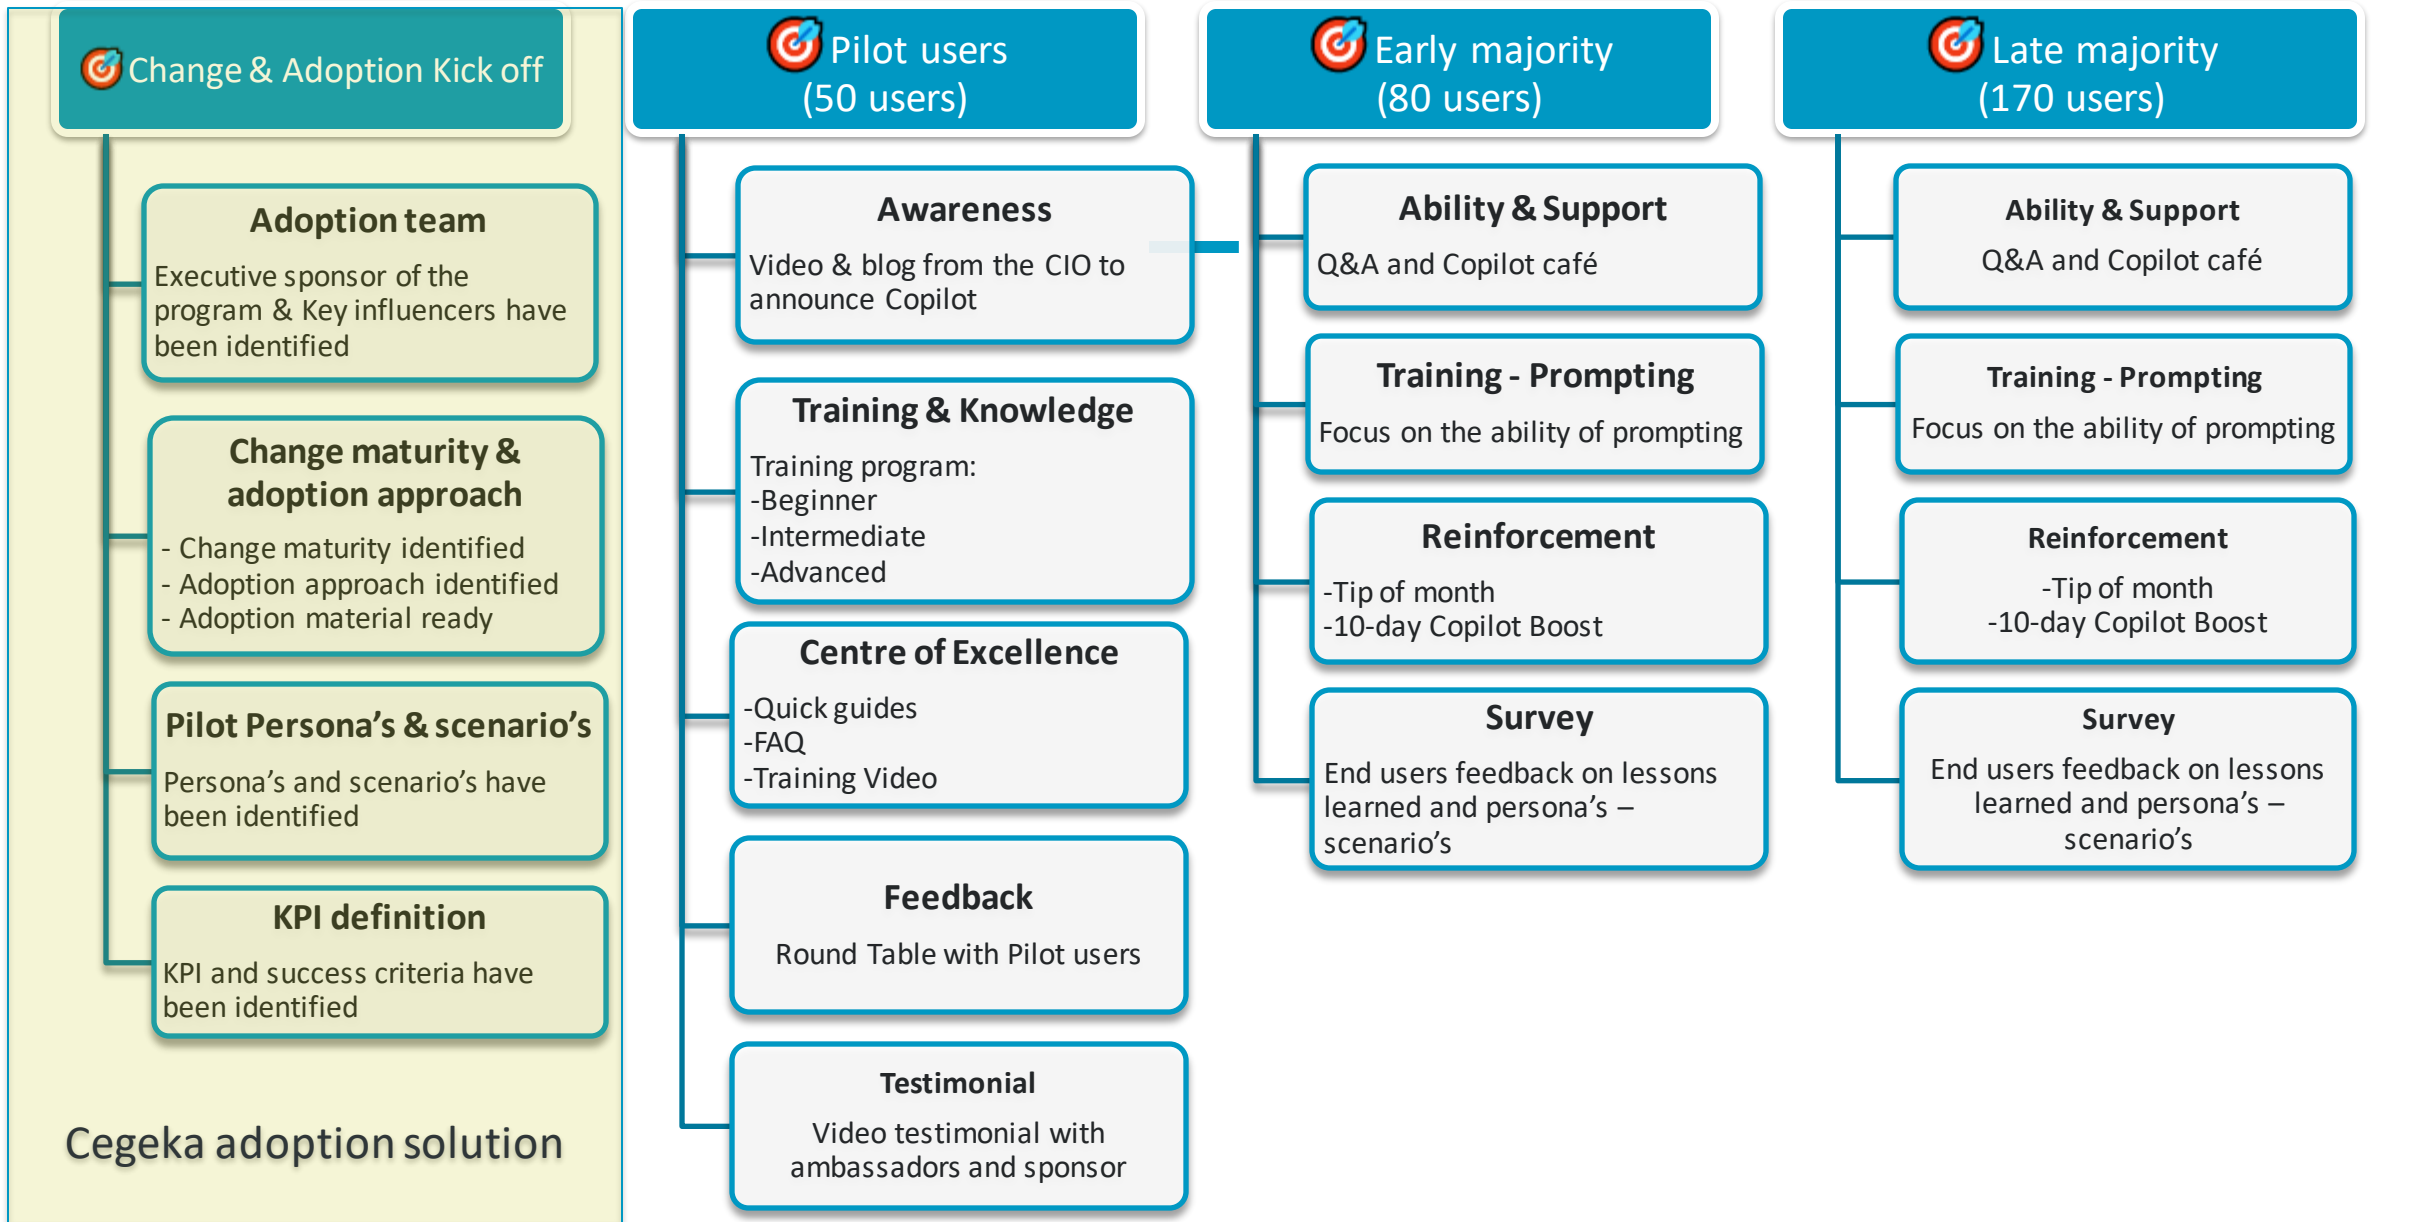 Change & Adoption Kick off
Adoption team
Executive sponsor of the
program & Key influencers have
been identified
Change maturity &
adoption approach
- Change maturity identified
- Adoption approach identified
- Adoption material ready
Pilot Persona’s & scenario’s
Persona’s and scenario’s have
been identified
KPI definition
KPI and success criteria have
been identified
Cegeka adoption solution
Pilot users
(50 users)
Awareness
Video & blog from the CIO to
announce Copilot
Training & Knowledge
Training program:
-Beginner
-Intermediate
-Advanced
Centre of Excellence
-Quick guides
-FAQ
-Training Video
Feedback
Round Table with Pilot users
Testimonial
Video testimonial with
ambassadors and sponsor
Early majority
(80 users)
Ability & Support
Q&A and Copilot café
Training - Prompting
Focus on the ability of prompting
Reinforcement
-Tip of month
-10-day Copilot Boost
Survey
End users feedback on lessons
learned and persona’s –
scenario’s
Late majority
(170 users)
Ability & Support
Q&A and Copilot café
Training - Prompting
Focus on the ability of prompting
Reinforcement
-Tip of month
-10-day Copilot Boost
Survey
End users feedback on lessons
learned and persona’s –
scenario’s